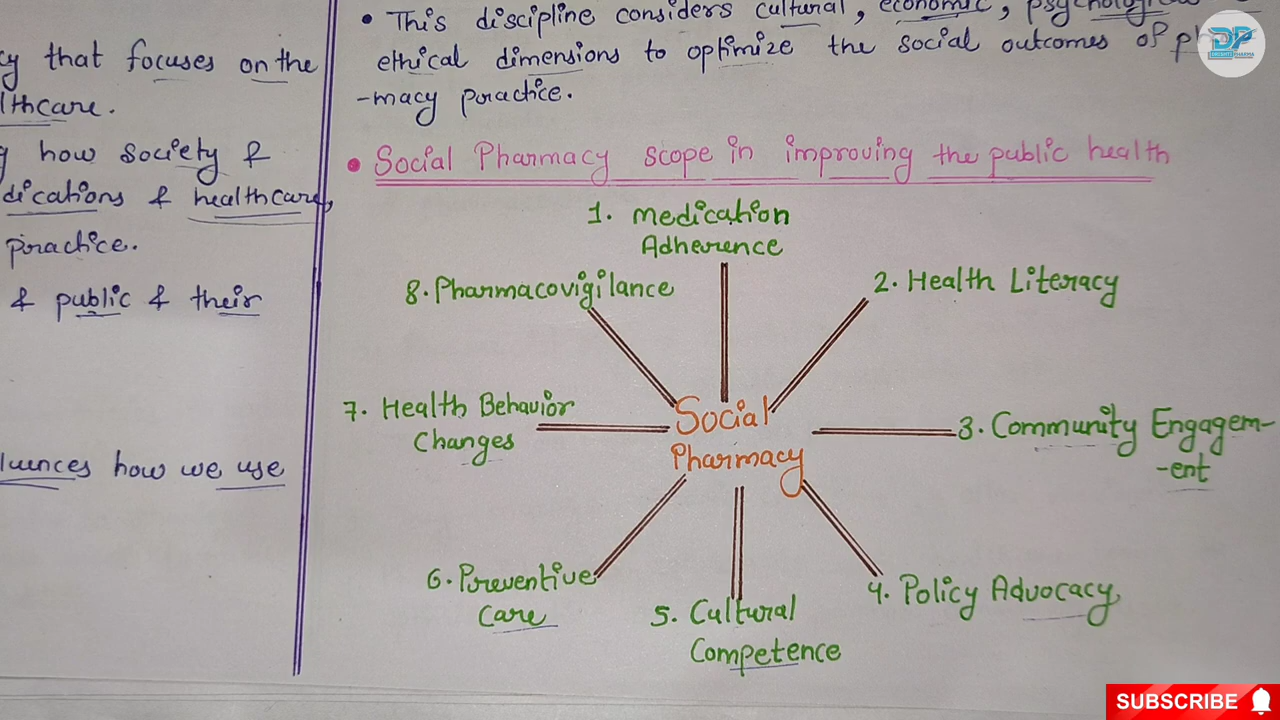 cy that focuses on the
lthcare.
g how society &
dications & healthcare,
practice.
& public & their
luences how we use
• This discipline considers cultural, economic,
ethical dimensions to optimize the social outcomes of ph
-macy practice.
• Social Pharmacy scope in improving the public health
1. Medication
Adherence
8. Pharmacovigilance
2. Health Literacy
7. Health Behavior
Changes
Social
Pharmacy
3. Community Engagem-
-ent
6. Preventive
Care
5. Cultural
Competence
4. Policy Advocacy
DP
SUBSCRIBE